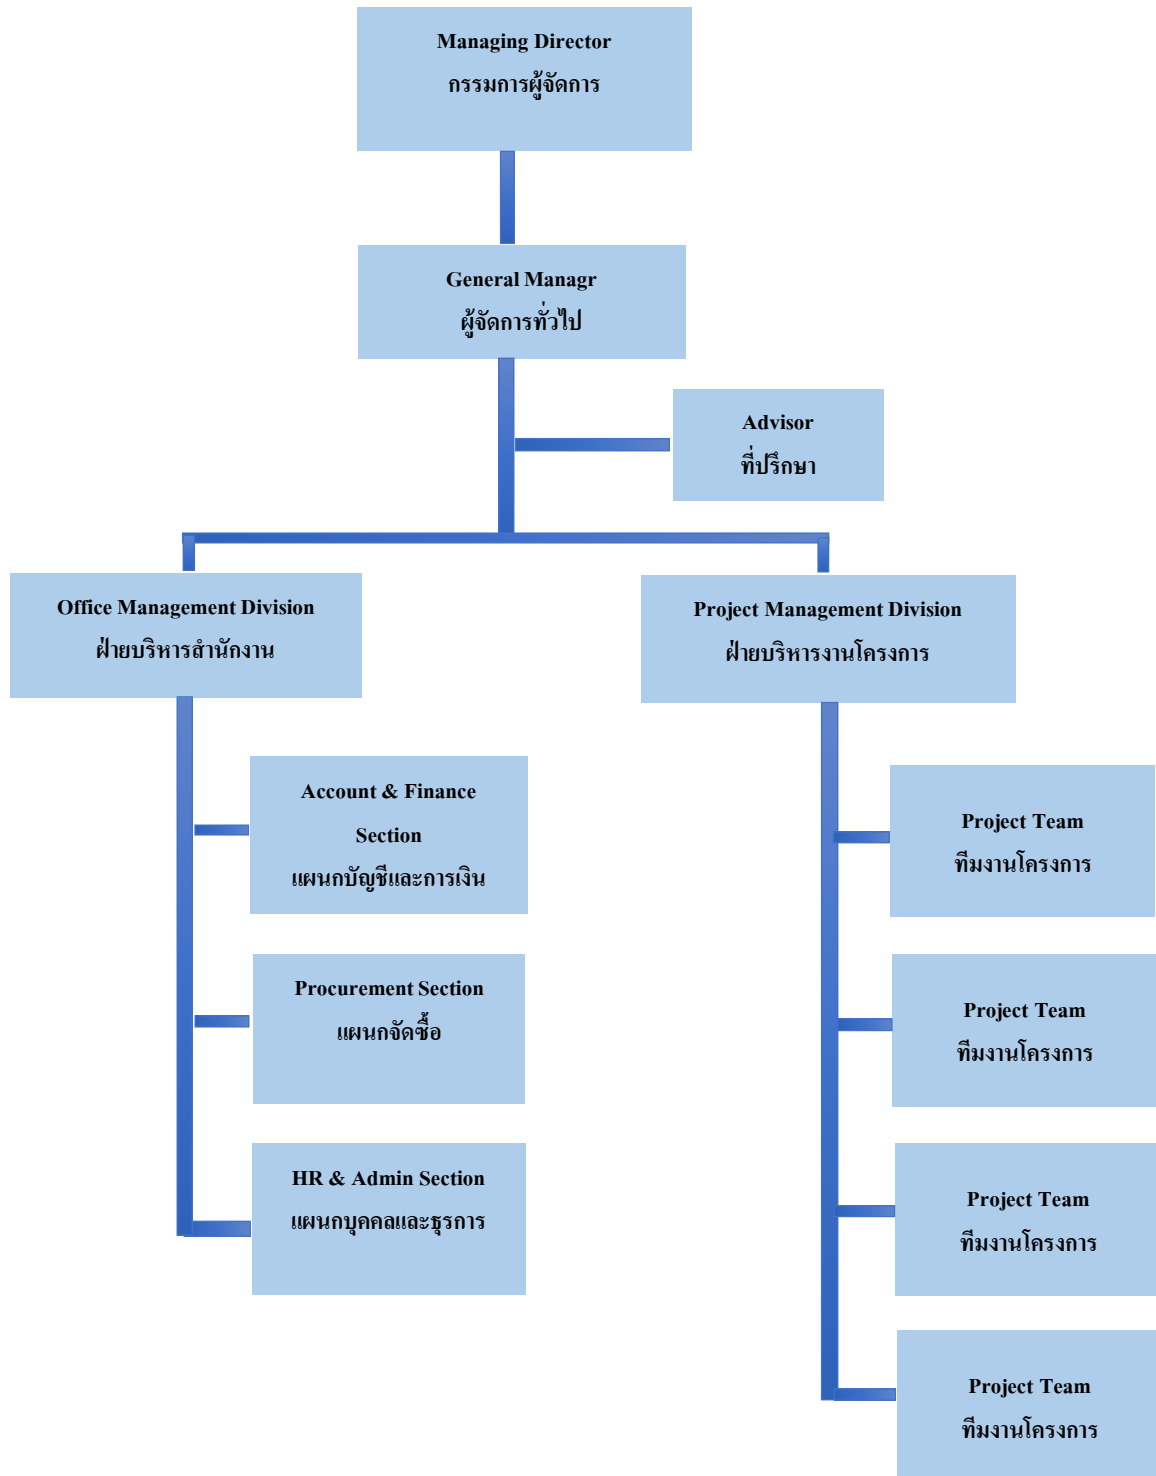 Managing Director
กรรมการผู้จัดการ
General Managr
ผู้จัดการทั่วไป
Advisor
ที่ปรึกษา
Office Management Division
ฝ่ายบริหารสำนักงาน
Project Management Division
ฝ่ายบริหารงานโครงการ
Account & Finance
Section
แผนกบัญชีและการเงิน
Procurement Section
แผนกจัดซื้อ
HR & Admin Section
แผนกบุคคลและธุรการ
Project Team
ทีมงานโครงการ
Project Team
ทีมงานโครงการ
Project Team
ทีมงานโครงการ
Project Team
ทีมงานโครงการ